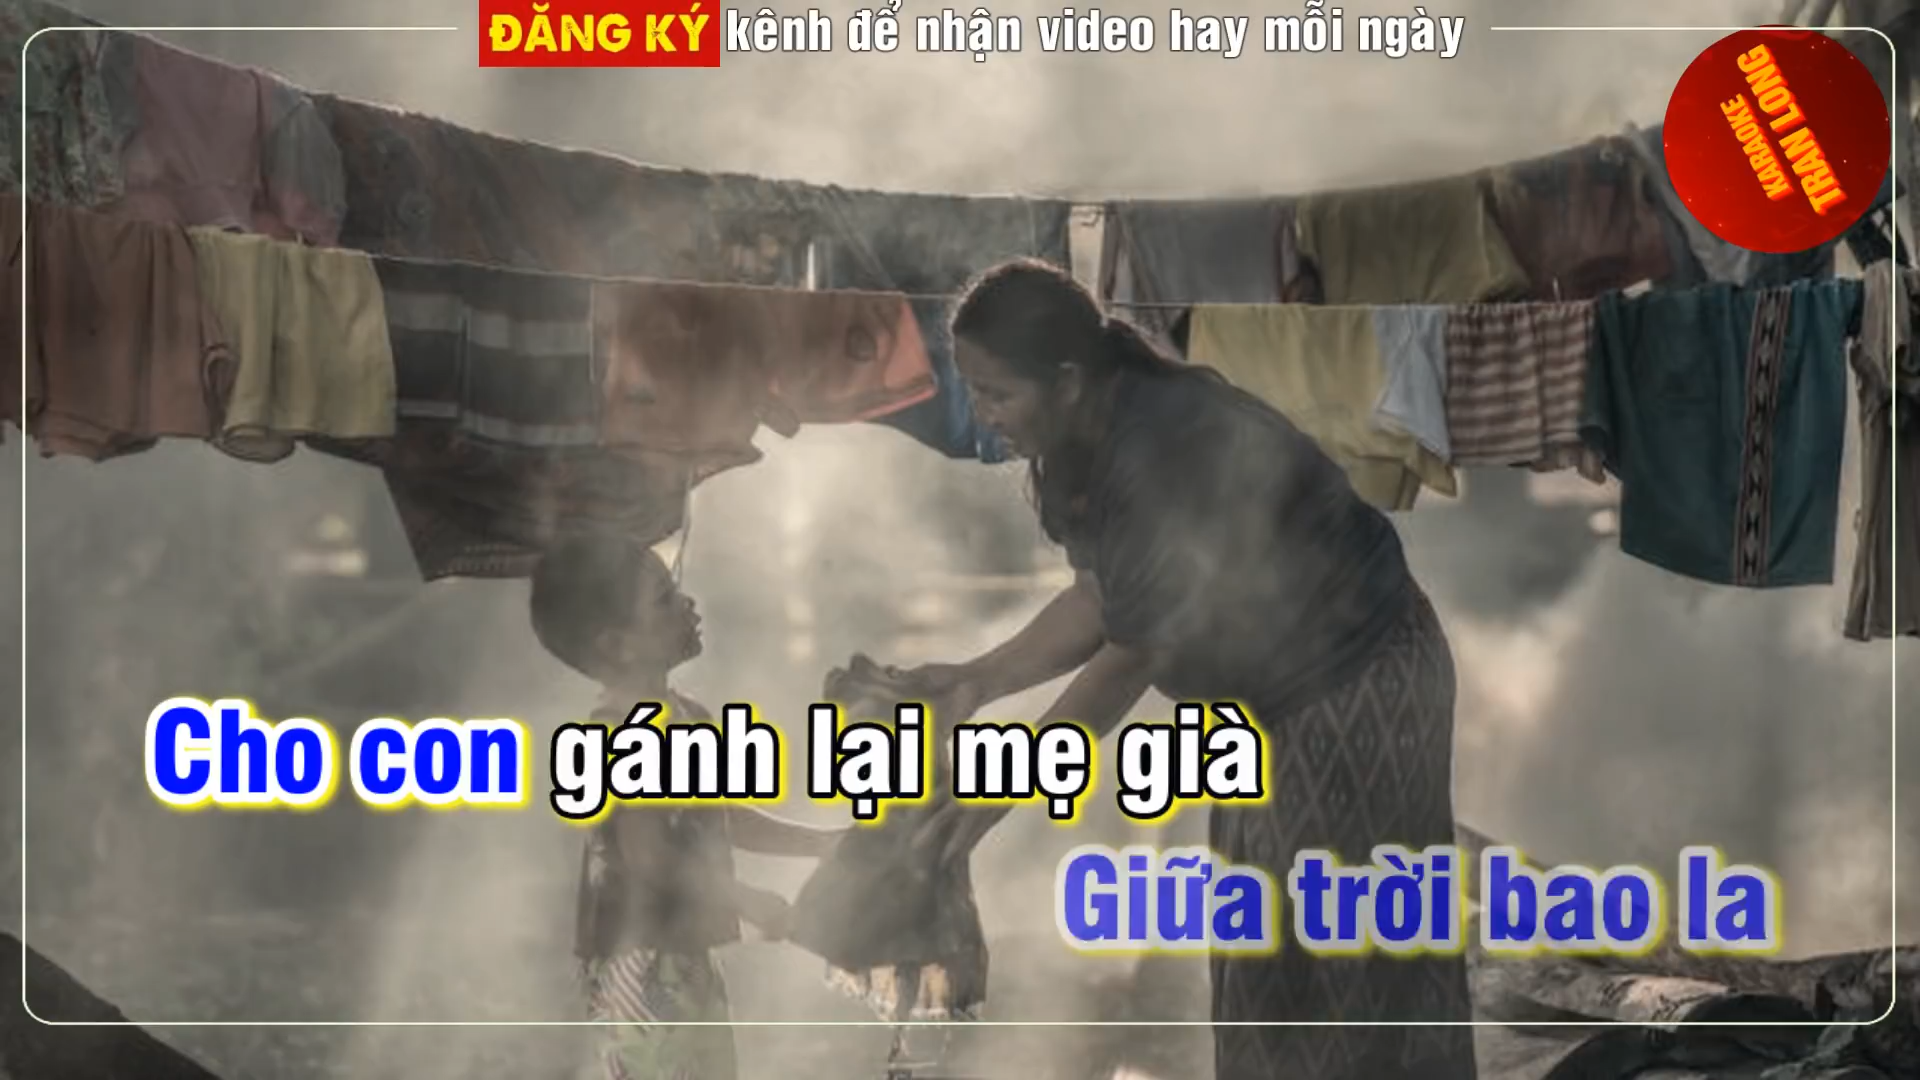 ĐĂNG KÝ kênh để nhận video hay mỗi ngày
KARAOKE
TRAN LONG
Cho con gánh lại mẹ già
Giữa trời bao la